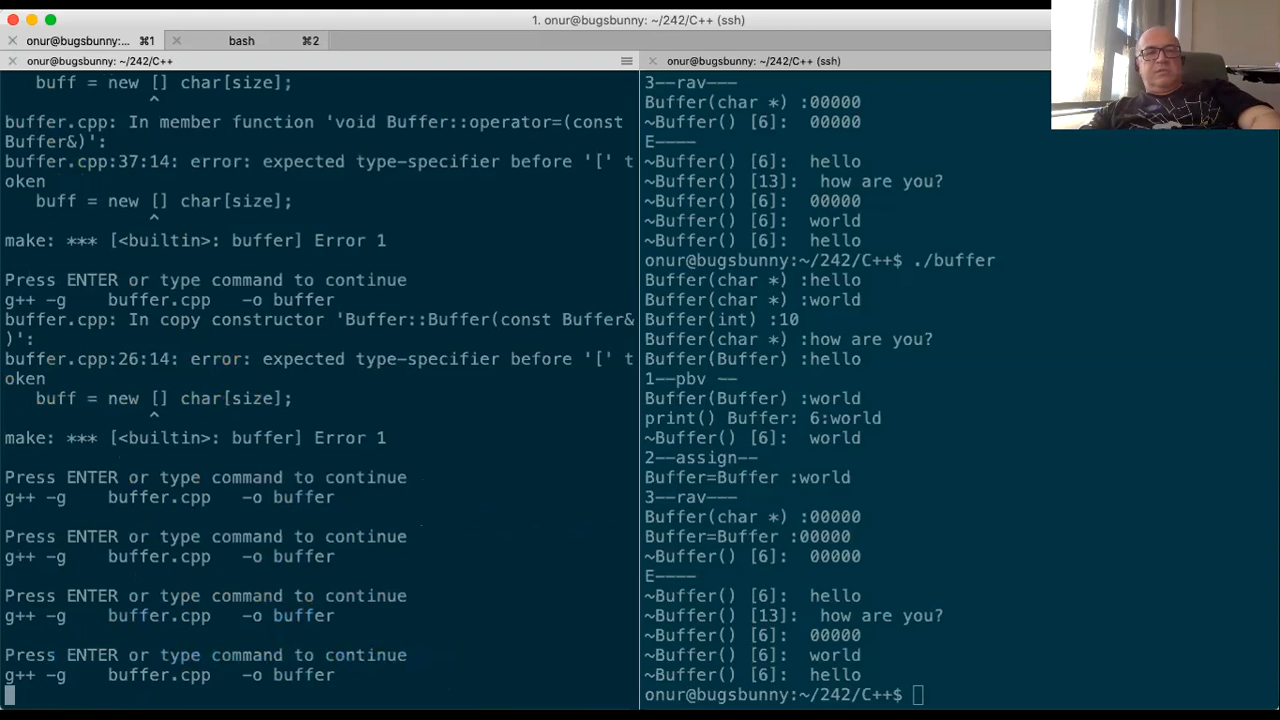 1. onur@bugsbunny: ~/242/C++ (ssh)
onur@bugsbunny:... ⌘1
bash ⌘2
onur@bugsbunny: ~/242/C++
buff = new [] char[size];
^
buffer.cpp: In member function 'void Buffer::operator=(const
Buffer&)':
buffer.cpp:37:14: error: expected type-specifier before '[' t
oken
buff = new [] char[size];
^
make: *** [<builtin>: buffer] Error 1
Press ENTER or type command to continue
g++ -g buffer.cpp -o buffer
buffer.cpp: In copy constructor 'Buffer::Buffer(const Buffer&
)':
buffer.cpp:26:14: error: expected type-specifier before '[' t
oken
buff = new [] char[size];
^
make: *** [<builtin>: buffer] Error 1
Press ENTER or type command to continue
g++ -g buffer.cpp -o buffer
Press ENTER or type command to continue
g++ -g buffer.cpp -o buffer
Press ENTER or type command to continue
g++ -g buffer.cpp -o buffer
Press ENTER or type command to continue
g++ -g buffer.cpp -o buffer
onur@bugsbunny: ~/242/C++ (ssh)
3--rav---
Buffer(char *) :00000
~Buffer() [6]: 00000
E----
~Buffer() [6]: hello
~Buffer() [13]: how are you?
~Buffer() [6]: 00000
~Buffer() [6]: world
~Buffer() [6]: hello
onur@bugsbunny:~/242/C++$ ./buffer
Buffer(char *) :hello
Buffer(char *) :world
Buffer(int) :10
Buffer(char *) :how are you?
Buffer(Buffer) :hello
1--pbv --
Buffer(Buffer) :world
print() Buffer: 6:world
~Buffer() [6]: world
2--assign--
Buffer=Buffer :world
3--rav---
Buffer(char *) :00000
Buffer=Buffer :00000
~Buffer() [6]: 00000
E----
~Buffer() [6]: hello
~Buffer() [13]: how are you?
~Buffer() [6]: 00000
~Buffer() [6]: world
~Buffer() [6]: hello
onur@bugsbunny:~/242/C++$